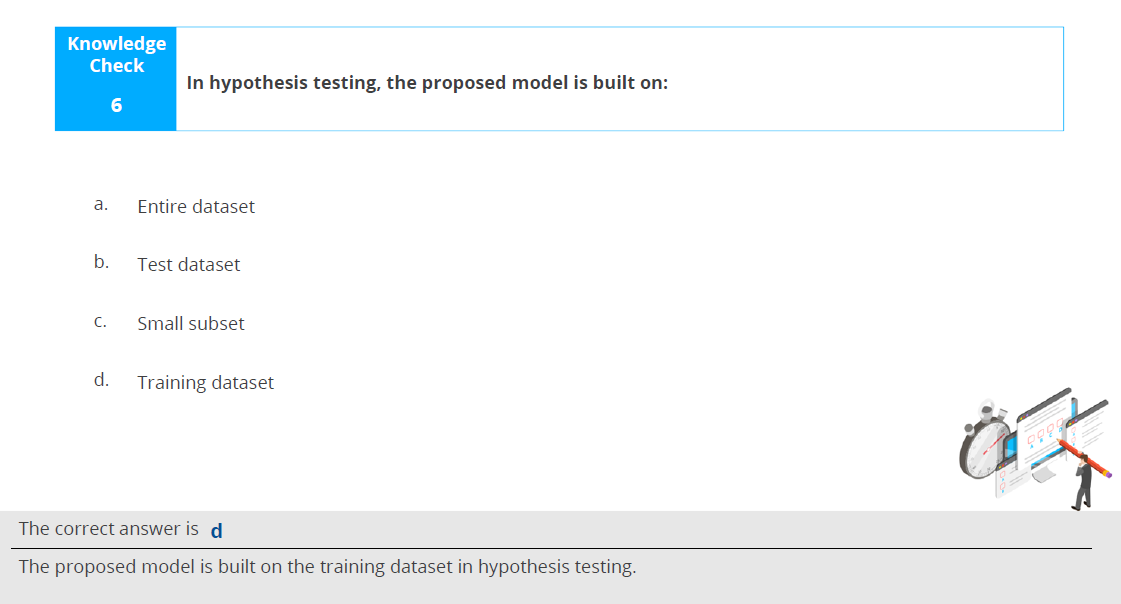 Knowledge
Check
6
In hypothesis testing, the proposed model is built on:
a. Entire dataset
b. Test dataset
c. Small subset
d. Training dataset
The correct answer is d
The proposed model is built on the training dataset in hypothesis testing.